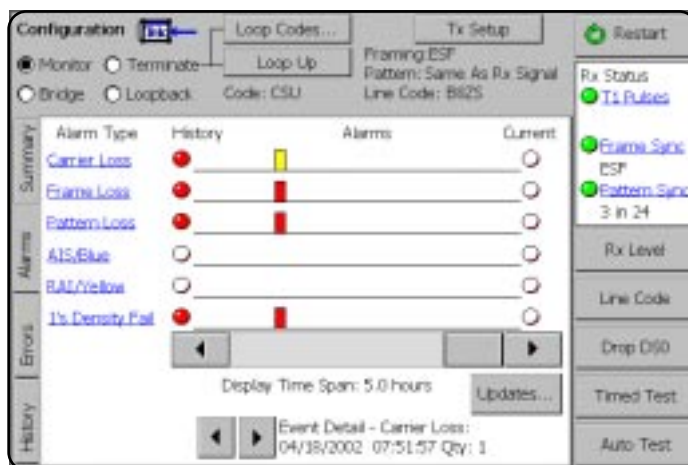 Configuration
Link
Loop Codes...
Tx Setup
Restart
Monitor
Terminate
Loop Up
Framing:ESF
Pattern: Same As Rx Signal
Bridge
Loopback
Code: CSU
Line Code: B8ZS
Rx Status
T1 Pulses
Frame Sync
ESF
Pattern Sync
3 in 24
Summary
Alarms
Errors
History
Alarm Type
History
Alarms
Current
Carrier Loss
Frame Loss
Pattern Loss
AIS/Blue
RAI/Yellow
1's Density Fail
Display Time Span: 5.0 hours
Updates...
Event Detail - Carrier Loss:
04/18/2002 07:51:57 Qty: 1
Rx Level
Line Code
Drop DS0
Timed Test
Auto Test